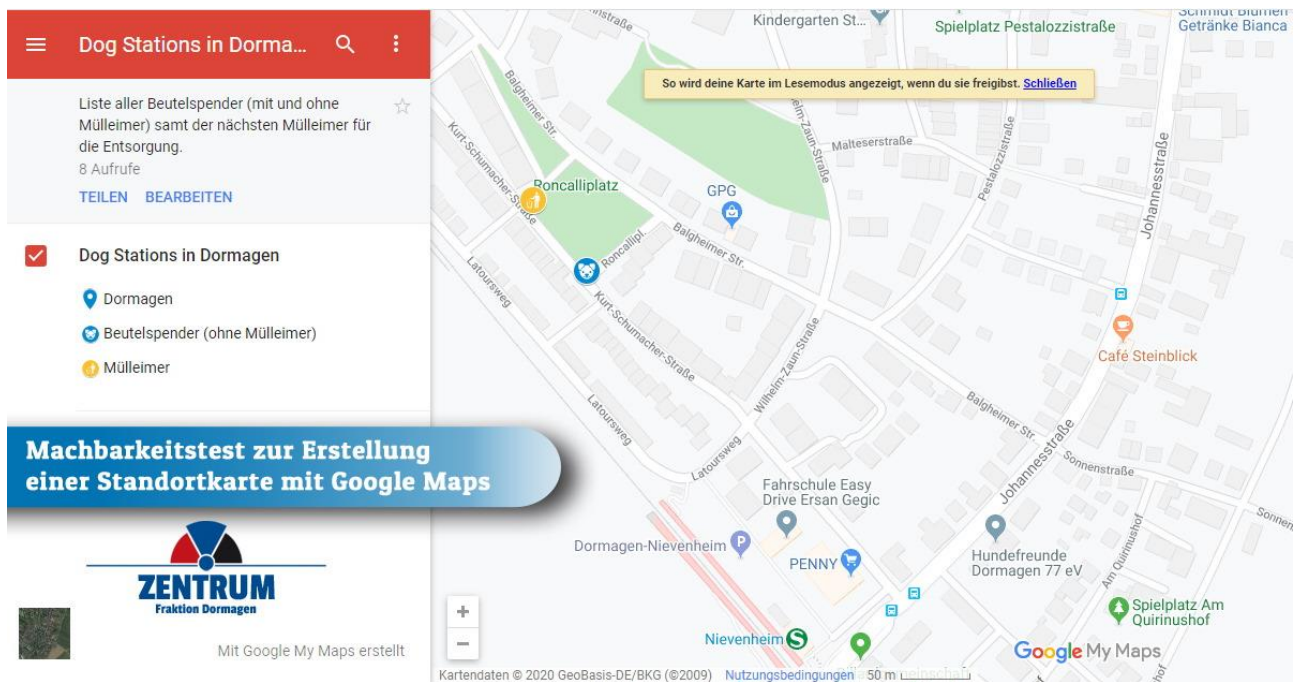 Dog Stations in Dorma...
Liste aller Beutelspender (mit und ohne
Mülleimer) samt der nächsten Mülleimer für
die Entsorgung.
8 Aufrufe
TEILEN BEARBEITEN
Dog Stations in Dormagen
Dormagen
Beutelspender (ohne Mülleimer)
Mülleimer
Machbarkeitstest zur Erstellung
einer Standortkarte mit Google Maps
ZENTRUM
Fraktion Dormagen
Mit Google My Maps erstellt
Kindergarten St...
Spielplatz Pestalozzistraße
Schmidt Blumen
Getränke Bianca
So wird deine Karte im Lesemodus angezeigt, wenn du sie freigibst. Schließen
Balgheimer Str.
Kurt-Schumacher-Straße
Malteserstraße
Pestalozzistraße
Johannesstraße
Roncalliplatz
GPG
Roncallipl.
Balgheimer Str.
Latoursweg
Kurt-Schumacher-Straße
Wilhelm-Zaun-Straße
Café Steinblick
Latoursweg
Balgheimer Str.
Latoursweg
Johannesstraße
Sonnenstraße
Fahrschule Easy
Drive Ersan Gegic
Dormagen-Nievenheim
P
PENNY
Hundefreunde
Dormagen 77 eV
Am Quirinushof
Spielplatz Am
Quirinushof
Nievenheim
S
Google My Maps
Kartendaten © 2020 GeoBasis-DE/BKG (©2009) Nutzungsbedingungen 50 m